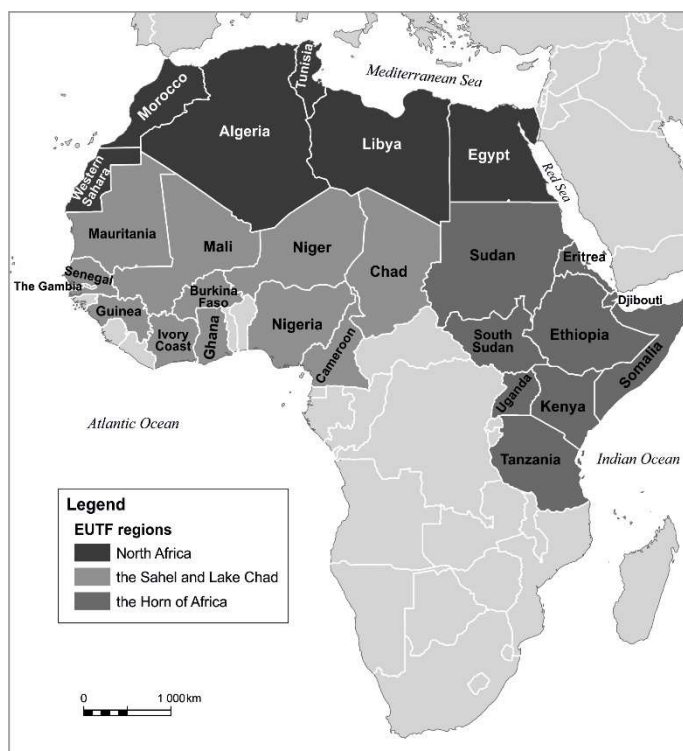 Mediterranean Sea
Tunisia
Morocco
Algeria
Libya
Egypt
Western
Sahara
Red Sea
Mauritania
Mali
Niger
Chad
Sudan
Eritrea
Senegal
The Gambia
Burkina
Faso
Djibouti
Guinea
Ivory
Coast
Ghana
Nigeria
Cameroon
South
Sudan
Ethiopia
Somalia
Uganda
Kenya
Atlantic Ocean
Tanzania
Indian Ocean
Legend
EUTF regions
North Africa
the Sahel and Lake Chad
the Horn of Africa
0 1 000 km